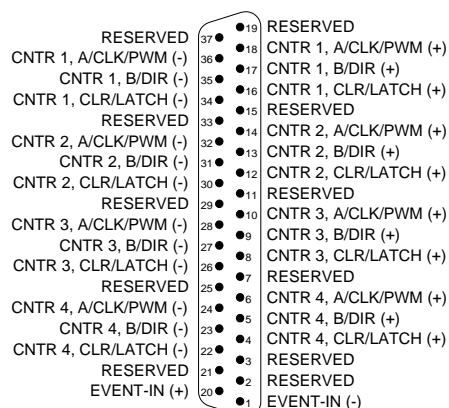 19 RESERVED
RESERVED 37
18 CNTR 1, A/CLK/PWM (+)
CNTR 1, A/CLK/PWM (-) 36
17 CNTR 1, B/DIR (+)
CNTR 1, B/DIR (-) 35
16 CNTR 1, CLR/LATCH (+)
CNTR 1, CLR/LATCH (-) 34
15 RESERVED
RESERVED 33
14 CNTR 2, A/CLK/PWM (+)
CNTR 2, A/CLK/PWM (-) 32
13 CNTR 2, B/DIR (+)
CNTR 2, B/DIR (-) 31
12 CNTR 2, CLR/LATCH (+)
CNTR 2, CLR/LATCH (-) 30
11 RESERVED
RESERVED 29
10 CNTR 3, A/CLK/PWM (+)
CNTR 3, A/CLK/PWM (-) 28
9 CNTR 3, B/DIR (+)
CNTR 3, B/DIR (-) 27
8 CNTR 3, CLR/LATCH (+)
CNTR 3, CLR/LATCH (-) 26
7 RESERVED
RESERVED 25
6 CNTR 4, A/CLK/PWM (+)
CNTR 4, A/CLK/PWM (-) 24
5 CNTR 4, B/DIR (+)
CNTR 4, B/DIR (-) 23
4 CNTR 4, CLR/LATCH (+)
CNTR 4, CLR/LATCH (-) 22
3 RESERVED
RESERVED 21
2 RESERVED
EVENT-IN (+) 20
1 EVENT-IN (-)